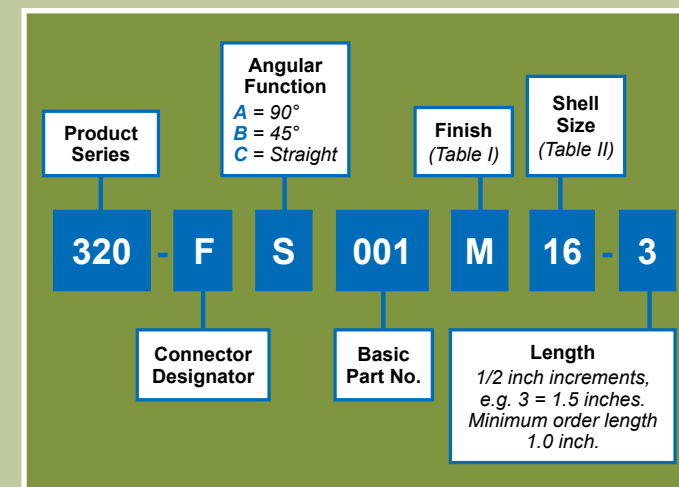 Angular
Function
A = 90°
B = 45°
C = Straight
Product
Series
Finish
(Table I)
Shell
Size
(Table II)
320 - F S 001 M 16 - 3
Connector
Designator
Basic
Part No.
Length
1/2 inch increments,
e.g. 3 = 1.5 inches.
Minimum order length
1.0 inch.